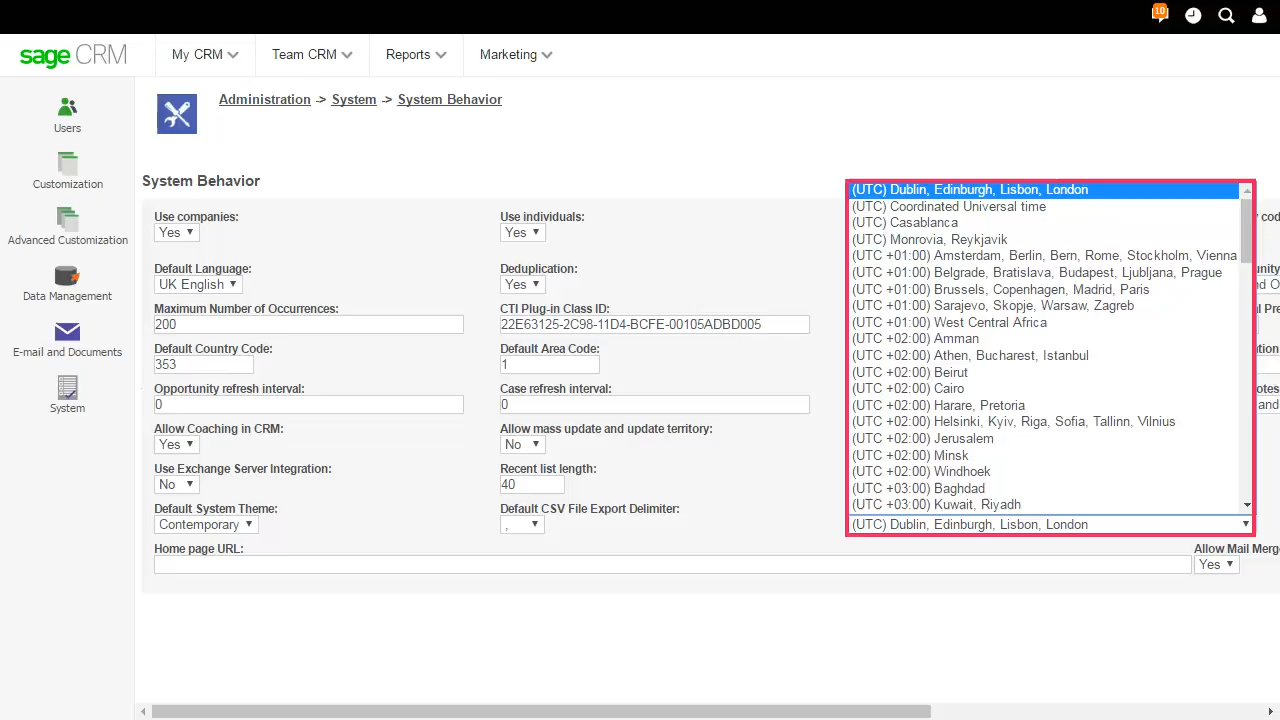 10
sage CRM
My CRM
Team CRM
Reports
Marketing
Users
Customization
Advanced Customization
Data Management
E-mail and Documents
System
Administration -> System -> System Behavior
System Behavior
Use companies:
Yes
Use individuals:
Yes
Default Language:
UK English
Deduplication:
Yes
Maximum Number of Occurrences:
200
CTI Plug-in Class ID:
22E63125-2C98-11D4-BCFE-00105ADBD005
Default Country Code:
353
Default Area Code:
1
Opportunity refresh interval:
0
Case refresh interval:
0
Allow Coaching in CRM:
Yes
Allow mass update and update territory:
No
Use Exchange Server Integration:
No
Recent list length:
40
Default System Theme:
Contemporary
Default CSV File Export Delimiter:
,
Home page URL:
(UTC) Dublin, Edinburgh, Lisbon, London
(UTC) Coordinated Universal time
(UTC) Casablanca
(UTC) Monrovia, Reykjavik
(UTC +01:00) Amsterdam, Berlin, Bern, Rome, Stockholm, Vienna
(UTC +01:00) Belgrade, Bratislava, Budapest, Ljubljana, Prague
(UTC +01:00) Brussels, Copenhagen, Madrid, Paris
(UTC +01:00) Sarajevo, Skopje, Warsaw, Zagreb
(UTC +01:00) West Central Africa
(UTC +02:00) Amman
(UTC +02:00) Athen, Bucharest, Istanbul
(UTC +02:00) Beirut
(UTC +02:00) Cairo
(UTC +02:00) Harare, Pretoria
(UTC +02:00) Helsinki, Kyiv, Riga, Sofia, Tallinn, Vilnius
(UTC +02:00) Jerusalem
(UTC +02:00) Minsk
(UTC +02:00) Windhoek
(UTC +03:00) Baghdad
(UTC +03:00) Kuwait, Riyadh
(UTC) Dublin, Edinburgh, Lisbon, London
Allow Mail Merge
Yes